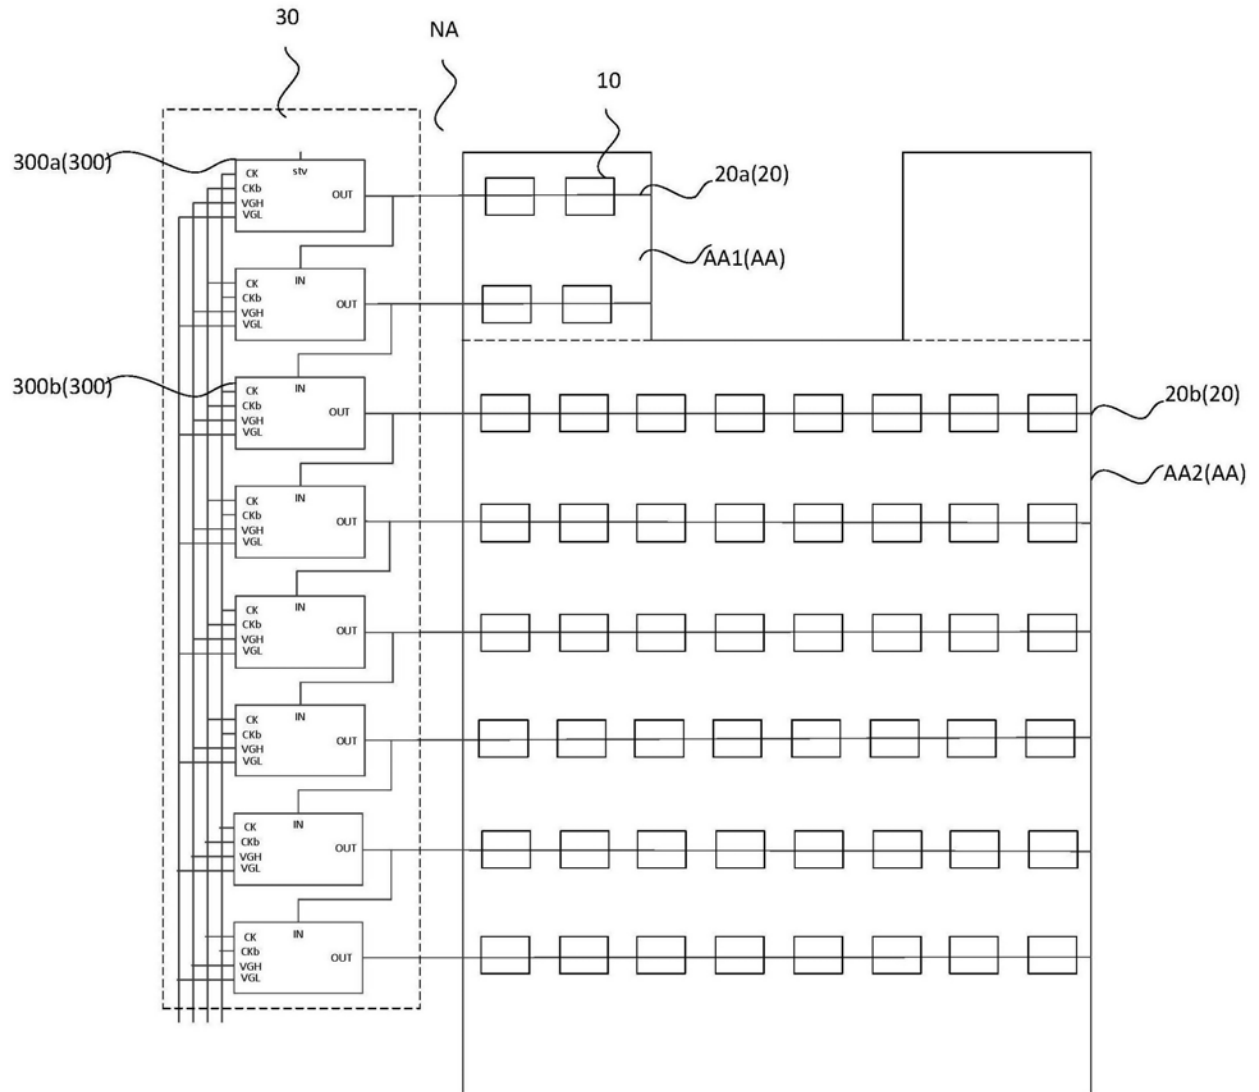 30
NA
10
300a(300)
stv
CK
CKb
VGH
VGL
OUT
20a(20)
AA1(AA)
IN
CK
CKb
VGH
VGL
OUT
300b(300)
IN
CK
CKb
VGH
VGL
OUT
20b(20)
AA2(AA)
IN
CK
CKb
VGH
VGL
OUT
IN
CK
CKb
VGH
VGL
OUT
IN
CK
CKb
VGH
VGL
OUT
IN
CK
CKb
VGH
VGL
OUT
IN
CK
CKb
VGH
VGL
OUT